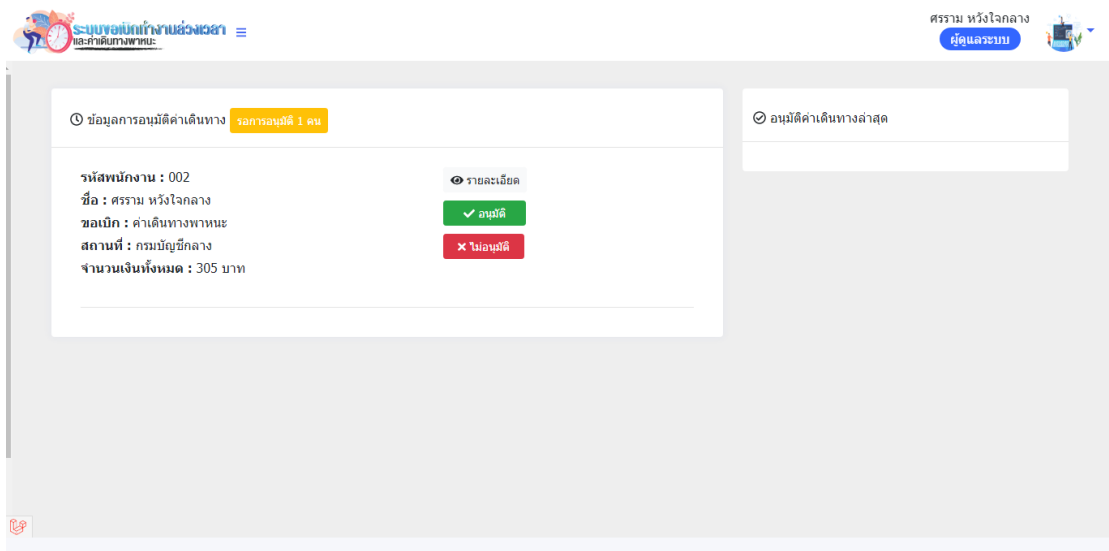 ระบบขอเบิกทำงานล่วงเวลา
และค่าเดินทางพาหนะ
ศรราม หวังใจกลาง
ผู้ดูแลระบบ
ข้อมูลการอนุมัติค่าเดินทาง รอการอนุมัติ 1 คน
อนุมัติค่าเดินทางล่าสุด
รหัสพนักงาน : 002
ชื่อ : ศรราม หวังใจกลาง
ขอเบิก : ค่าเดินทางพาหนะ
สถานที่ : กรมบัญชีกลาง
จำนวนเงินทั้งหมด : 305 บาท
รายละเอียด
อนุมัติ
ไม่อนุมัติ